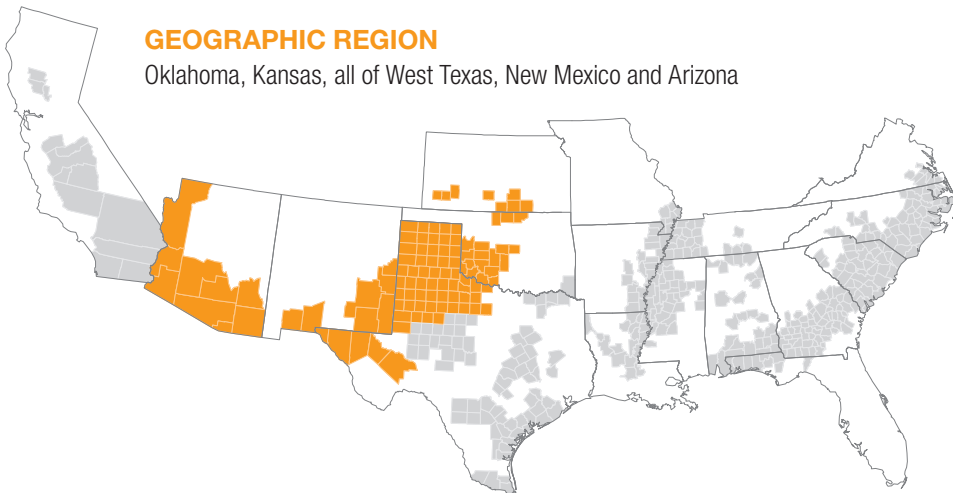 GEOGRAPHIC REGION
Oklahoma, Kansas, all of West Texas, New Mexico and Arizona